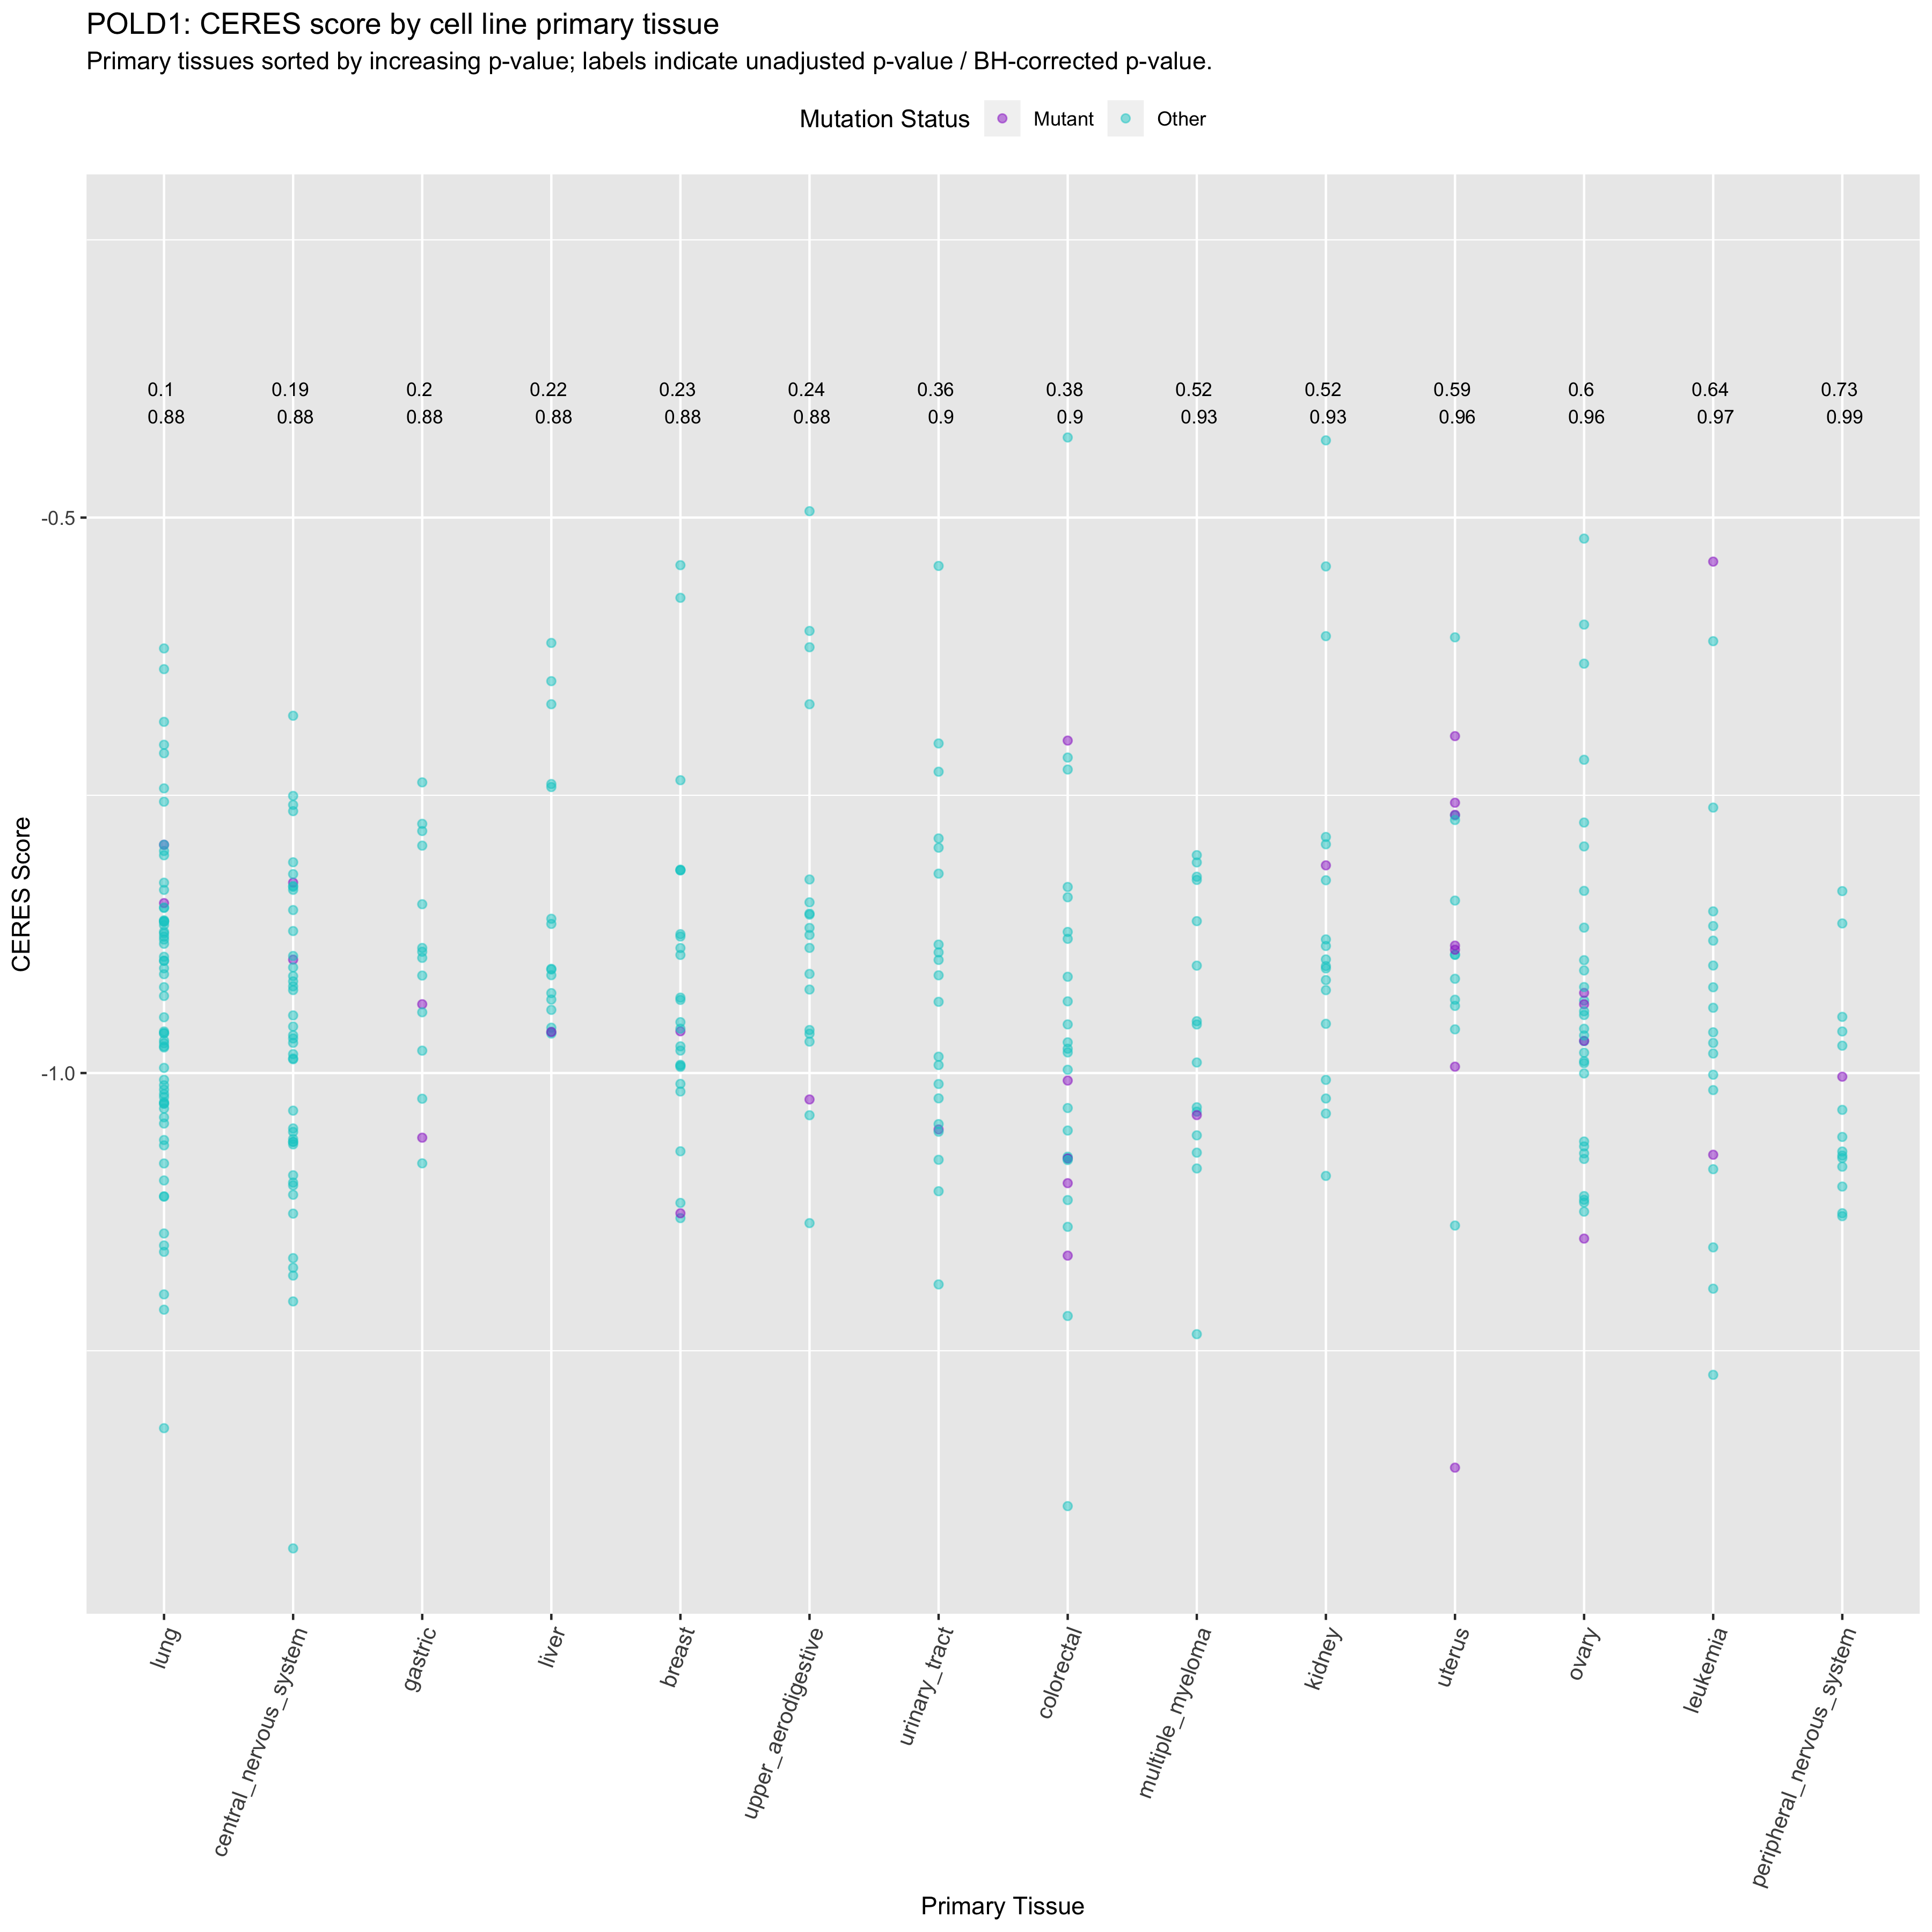 POLD1: CERES score by cell line primary tissue
Primary tissues sorted by increasing p-value; labels indicate unadjusted p-value / BH-corrected p-value.
Mutation Status Mutant Other
0.1 0.19 0.2 0.22 0.23 0.24 0.36 0.38 0.52 0.52 0.59 0.6 0.64 0.73
0.88 0.88 0.88 0.88 0.88 0.88 0.9 0.9 0.93 0.93 0.96 0.96 0.97 0.99
-0.5
-1.0
CERES Score
lung
central_nervous_system
gastric
liver
breast
upper_aerodigestive
urinary_tract
colorectal
multiple_myeloma
kidney
uterus
ovary
leukemia
peripheral_nervous_system
Primary Tissue